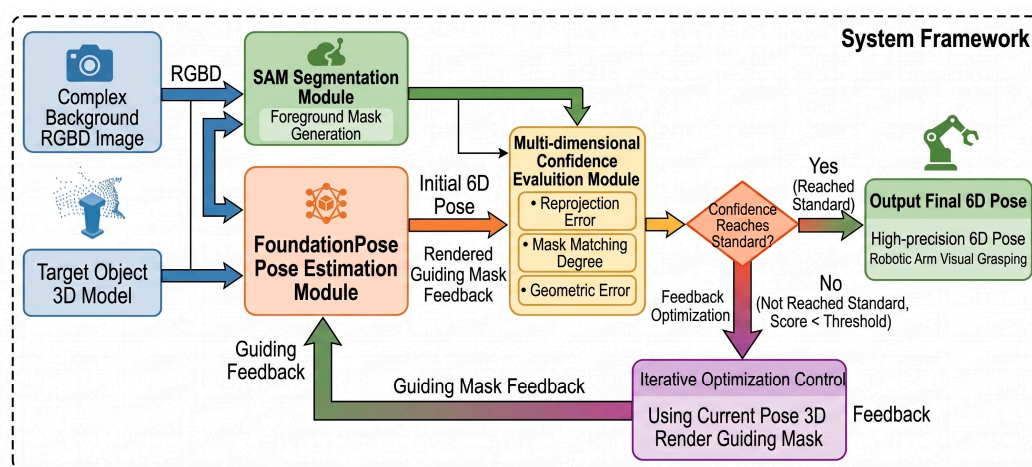 System Framework
Complex
Background
RGBD Image
RGBD
SAM Segmentation
Module
Foreground Mask
Generation
Target Object
3D Model
FoundationPose
Pose Estimation
Module
Initial 6D
Pose
Rendered
Guiding Mask
Feedback
Multi-dimensional
Confidence
Evaluition Module
• Reprojection
Error
• Mask Matching
Degree
• Geometric Error
Confidence
Reaches
Standard?
Yes
(Reached
Standard)
Output Final 6D Pose
High-precision 6D Pose
Robotic Arm Visual Grasping
No
(Not Reached Standard,
Score < Threshold)
Feedback
Optimization
Iterative Optimization Control
Using Current Pose 3D
Render Guiding Mask
Feedback
Guiding Mask Feedback
Guiding
Feedback